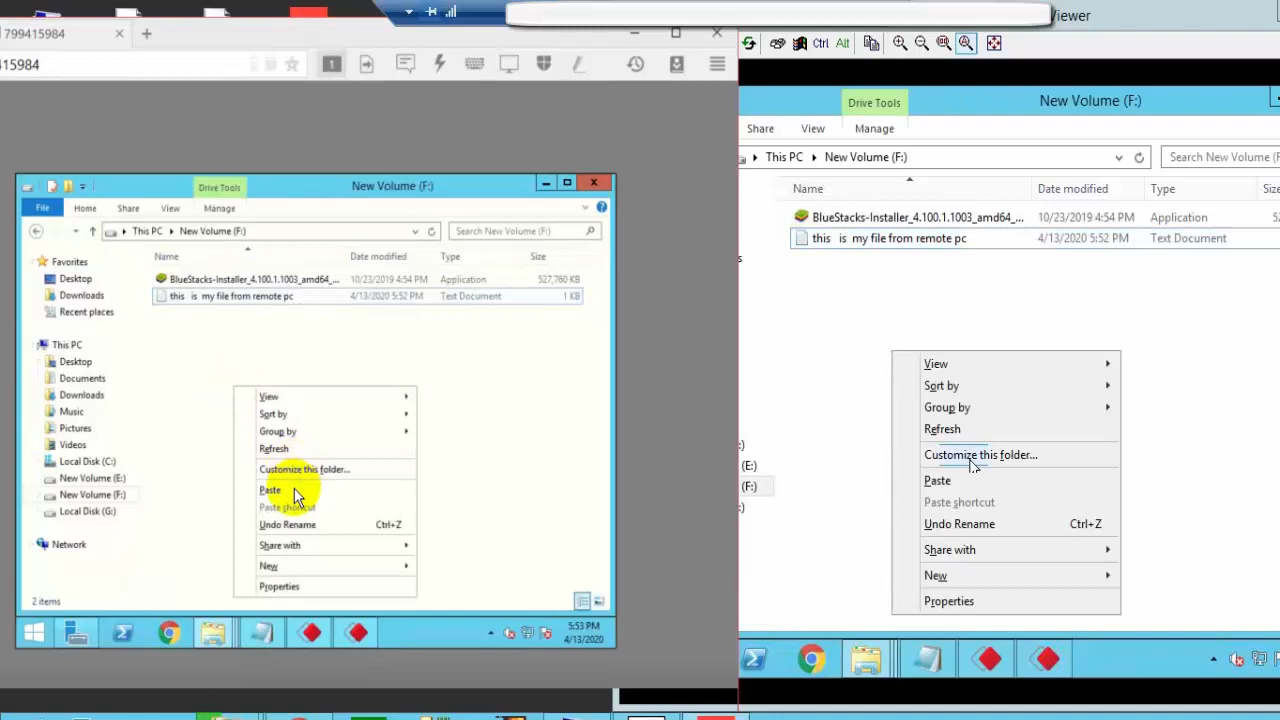 799415984
Viewer
415984
1
Ctrl Alt
Drive Tools
New Volume (F:)
File
Home
Share
View
Manage
This PC
New Volume (F:)
Search New Volume (F:)
Name
Date modified
Type
Size
BlueStacks-Installer_4.100.1.1003_amd64_...
10/23/2019 4:54 PM
Application
527,760 KB
this is my file from remote pc
4/13/2020 5:52 PM
Text Document
1 KB
Favorites
Desktop
Downloads
Recent places
This PC
Desktop
Documents
Downloads
Music
Pictures
Videos
Local Disk (C:)
New Volume (E:)
New Volume (F:)
Local Disk (G:)
Network
View
Sort by
Group by
Refresh
Customize this folder...
Paste
Paste shortcut
Undo Rename Ctrl+Z
Share with
New
Properties
2 items
5:53 PM
4/13/2020
Drive Tools
New Volume (F:)
Share
View
Manage
This PC
New Volume (F:)
Search New Volume (F:
Name
Date modified
Type
Size
BlueStacks-Installer_4.100.1.1003_amd64_...
10/23/2019 4:54 PM
Application
this is my file from remote pc
4/13/2020 5:52 PM
Text Document
(E:)
(F:)
View
Sort by
Group by
Refresh
Customize this folder...
Paste
Paste shortcut
Undo Rename Ctrl+Z
Share with
New
Properties